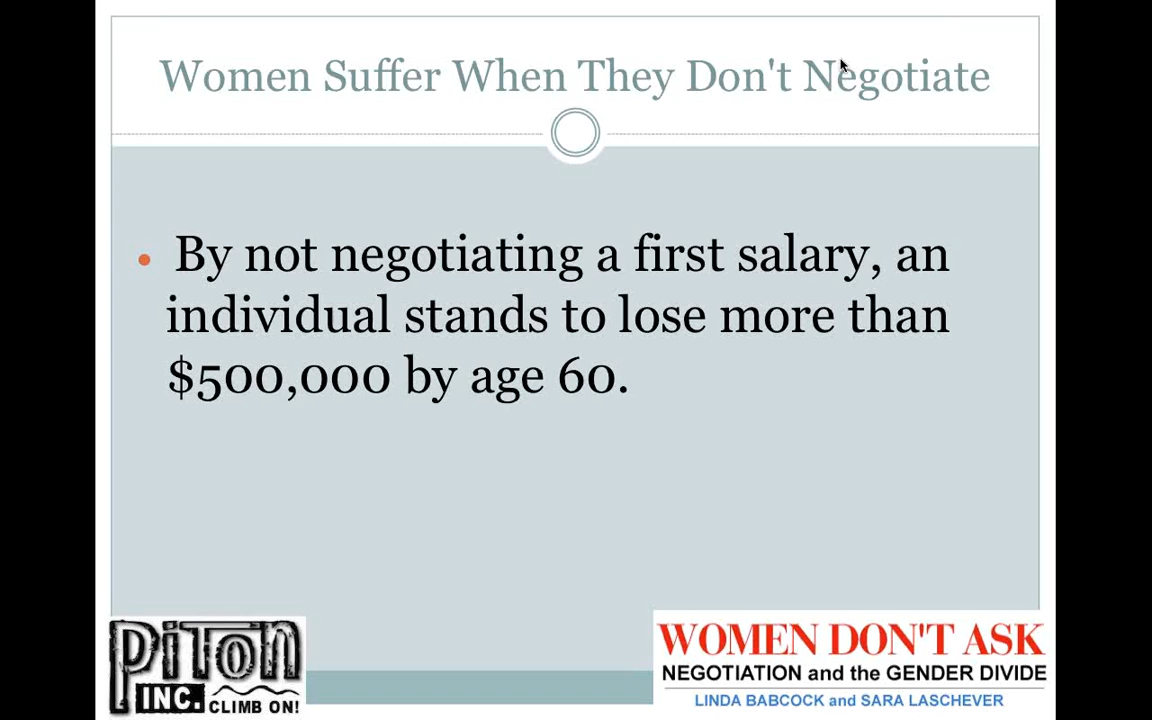 Women Suffer When They Don't Negotiate
• By not negotiating a first salary, an
individual stands to lose more than
$500,000 by age 60.
PiTON
INC. CLIMB ON!
WOMEN DON'T ASK
NEGOTIATION and the GENDER DIVIDE
LINDA BABCOCK and SARA LASCHEVER